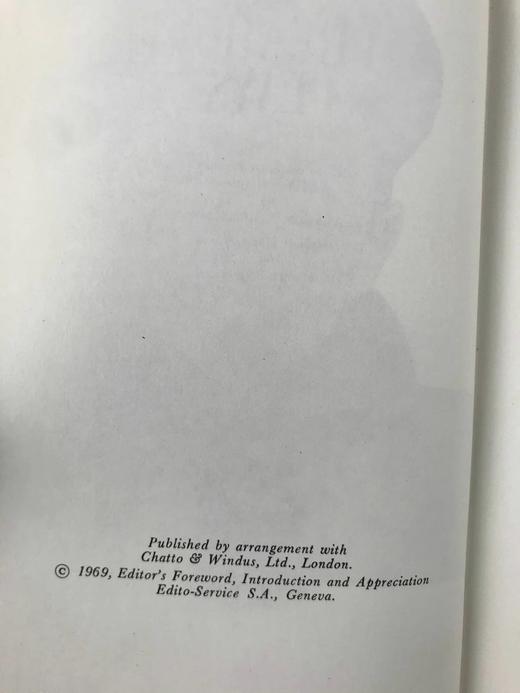 Published by arrangement with
Chatto & Windus, Ltd., London.
© 1969, Editor's Foreword, Introduction and Appreciation
Edito-Service S.A., Geneva.